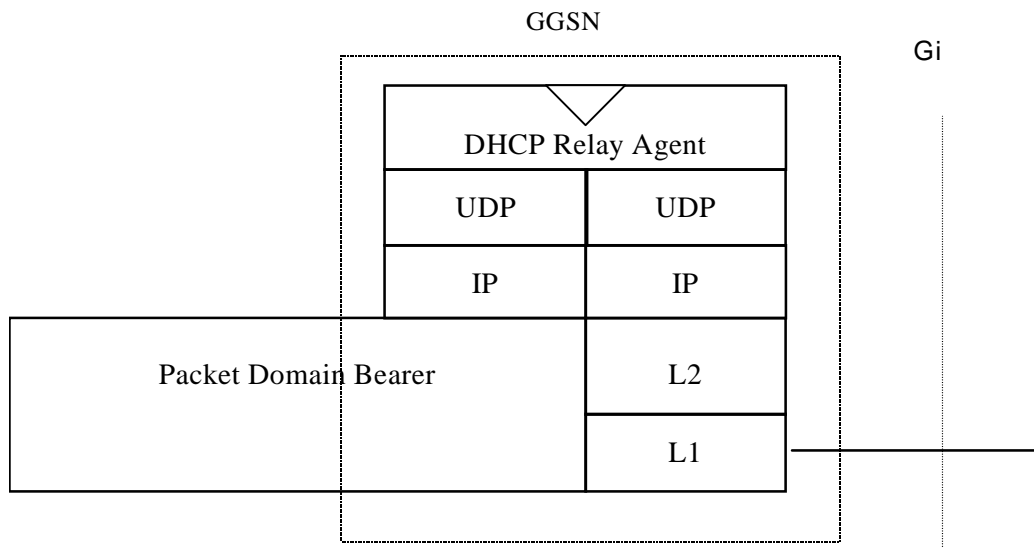 GGSN
Gi
DHCP Relay Agent
UDP UDP
IP IP
Packet Domain Bearer L2
L1